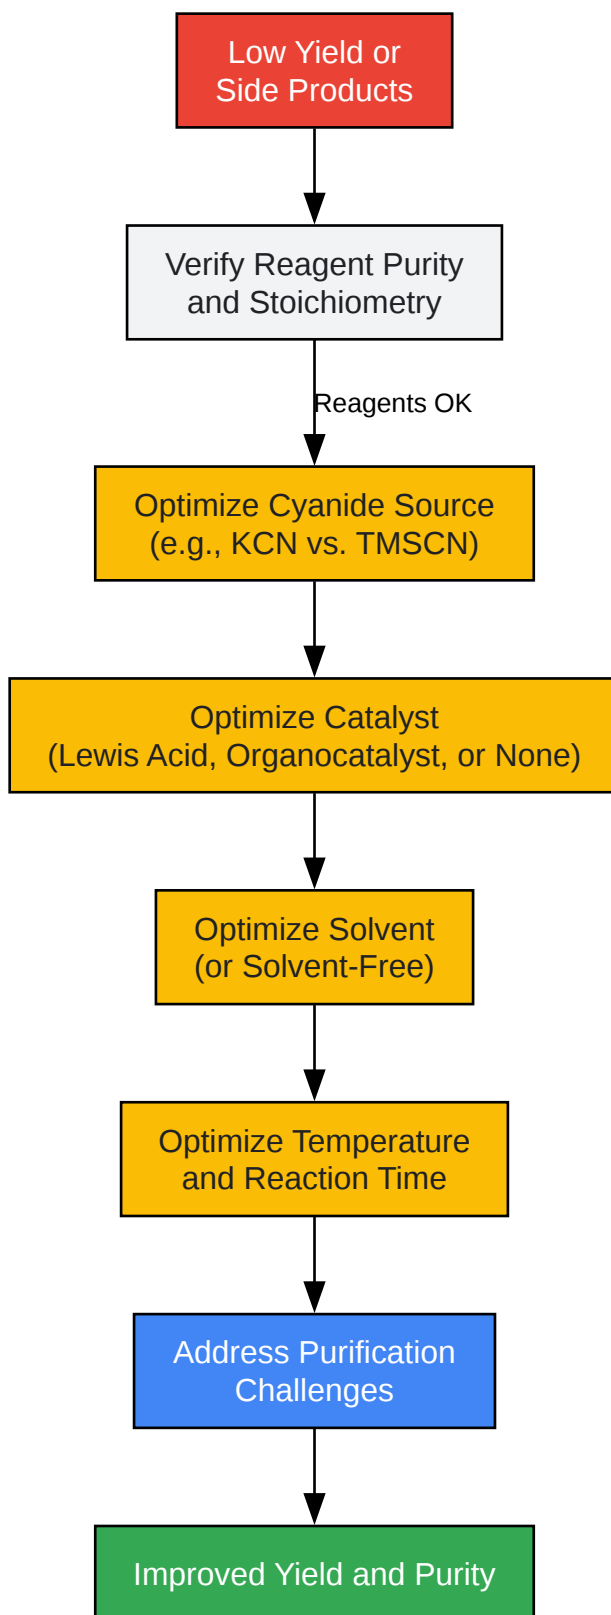 Low Yield or
Side Products
Verify Reagent Purity
and Stoichiometry
Reagents OK
Optimize Cyanide Source
(e.g., KCN vs. TMSCN)
Optimize Catalyst
(Lewis Acid, Organocatalyst, or None)
Optimize Solvent
(or Solvent-Free)
Optimize Temperature
and Reaction Time
Address Purification
Challenges
Improved Yield and Purity